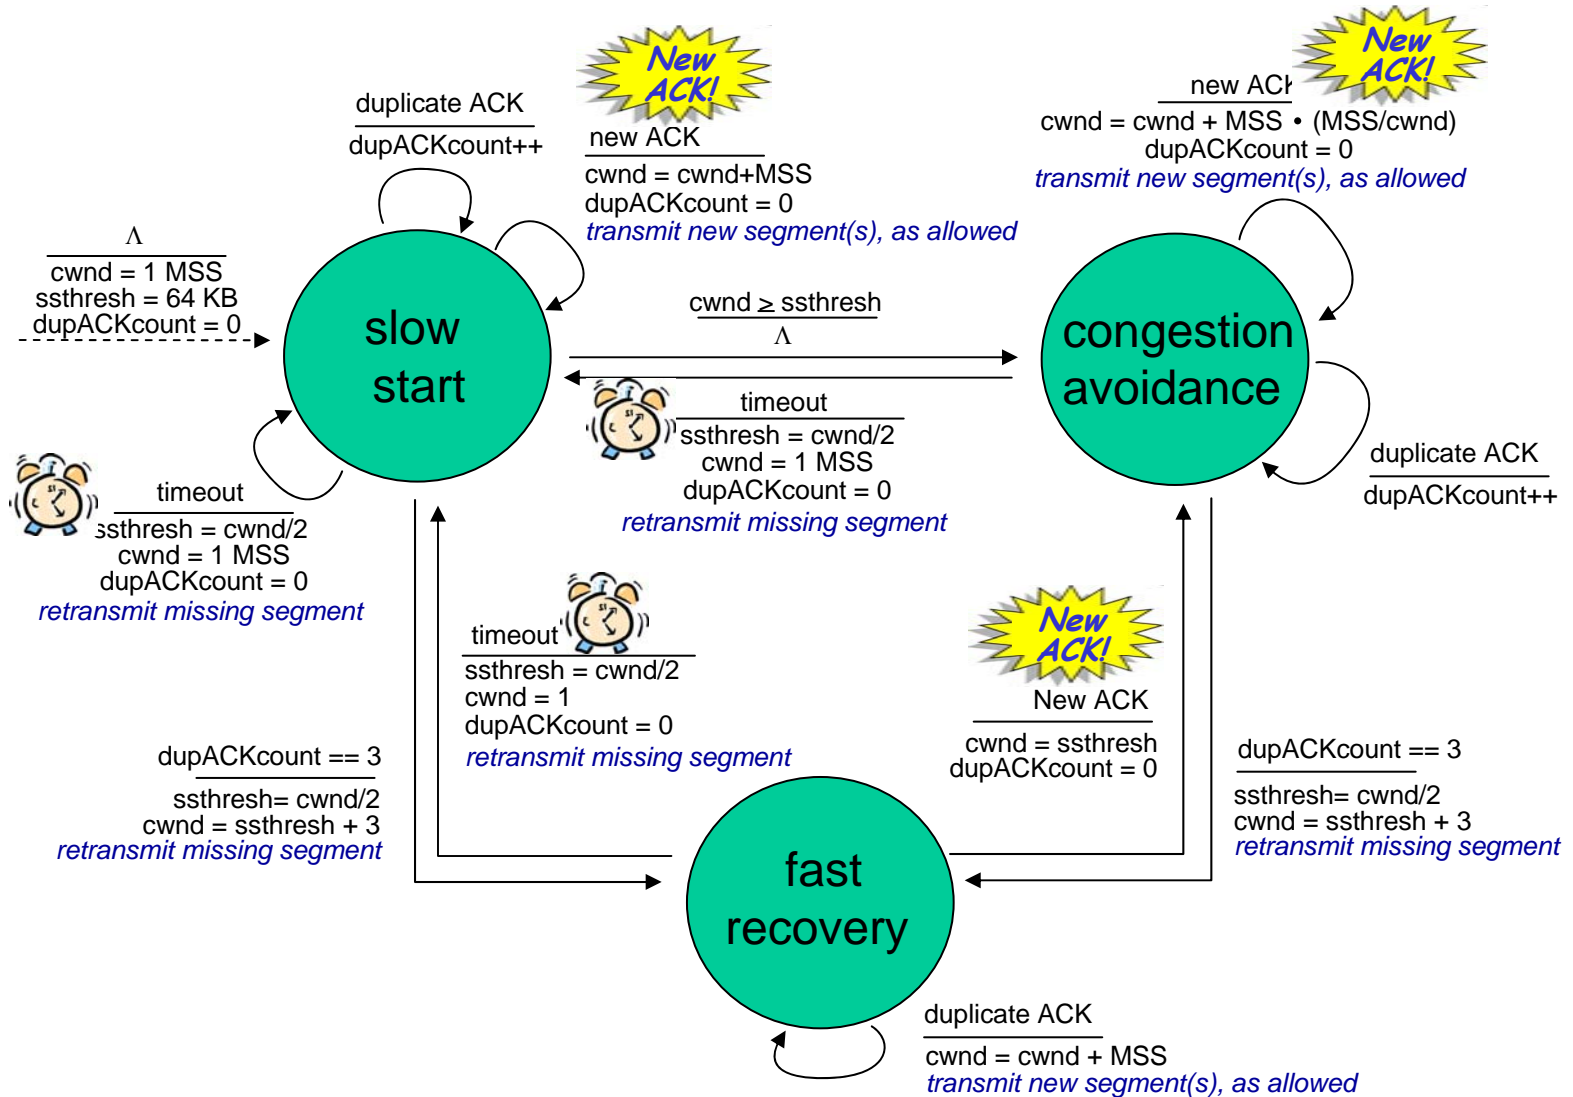 New
ACK!
duplicate ACK
dupACKcount++
new ACK
cwnd = cwnd+MSS
dupACKcount = 0
transmit new segment(s), as allowed
New
ACK!
new ACK
cwnd = cwnd + MSS • (MSS/cwnd)
dupACKcount = 0
transmit new segment(s), as allowed
Λ
cwnd = 1 MSS
ssthresh = 64 KB
dupACKcount = 0
slow
start
cwnd ≥ ssthresh
Λ
congestion
avoidance
timeout
ssthresh = cwnd/2
cwnd = 1 MSS
dupACKcount = 0
retransmit missing segment
duplicate ACK
dupACKcount++
timeout
ssthresh = cwnd/2
cwnd = 1 MSS
dupACKcount = 0
retransmit missing segment
timeout
ssthresh = cwnd/2
cwnd = 1
dupACKcount = 0
retransmit missing segment
New
ACK!
New ACK
cwnd = ssthresh
dupACKcount = 0
dupACKcount == 3
ssthresh= cwnd/2
cwnd = ssthresh + 3
retransmit missing segment
dupACKcount == 3
ssthresh= cwnd/2
cwnd = ssthresh + 3
retransmit missing segment
fast
recovery
duplicate ACK
cwnd = cwnd + MSS
transmit new segment(s), as allowed